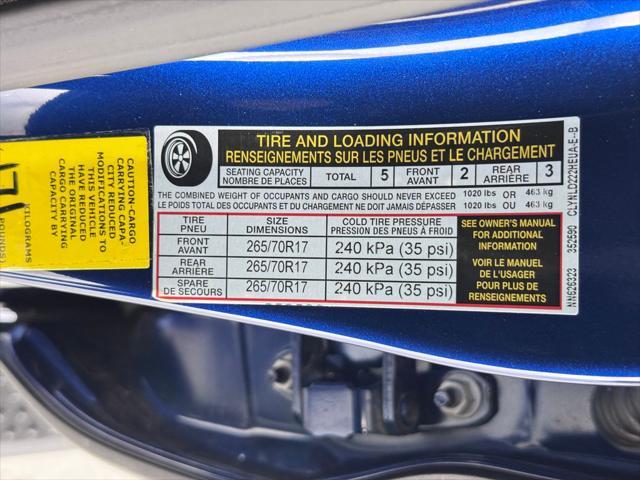 TIRE AND LOADING INFORMATION
RENSEIGNEMENTS SUR LES PNEUS ET LE CHARGEMENT
SEATING CAPACITY
NOMBRE DE PLACES
TOTAL 5
FRONT
AVANT
2
REAR
ARRIÈRE
3
THE COMBINED WEIGHT OF OCCUPANTS AND CARGO SHOULD NEVER EXCEED 1020 lbs OR 463 kg
LE POIDS TOTAL DES OCCUPANTS ET DU CHARGEMENT NE DOIT JAMAIS DÉPASSER 1020 lbs OU 463 kg
TIRE
PNEU
SIZE
DIMENSIONS
COLD TIRE PRESSURE
PRESSION DES PNEUS À FROID
FRONT
AVANT
265/70R17
240 kPa (35 psi)
REAR
ARRIÈRE
265/70R17
240 kPa (35 psi)
SPARE
DE SECOURS
265/70R17
240 kPa (35 psi)
SEE OWNER'S MANUAL
FOR ADDITIONAL
INFORMATION
VOIR LE MANUEL
DE L'USAGER
POUR PLUS DE
RENSEIGNEMENTS
NN626323 352690
CAUTION-CARGO
CARRYING CAPA-
CITY REDUCED
MODIFICATIONS TO
THIS VEHICLE
HAVE REDUCED
THE ORIGINAL
CARGO CARRYING
CAPACITY BY
KILOGRAMS
POUNDS